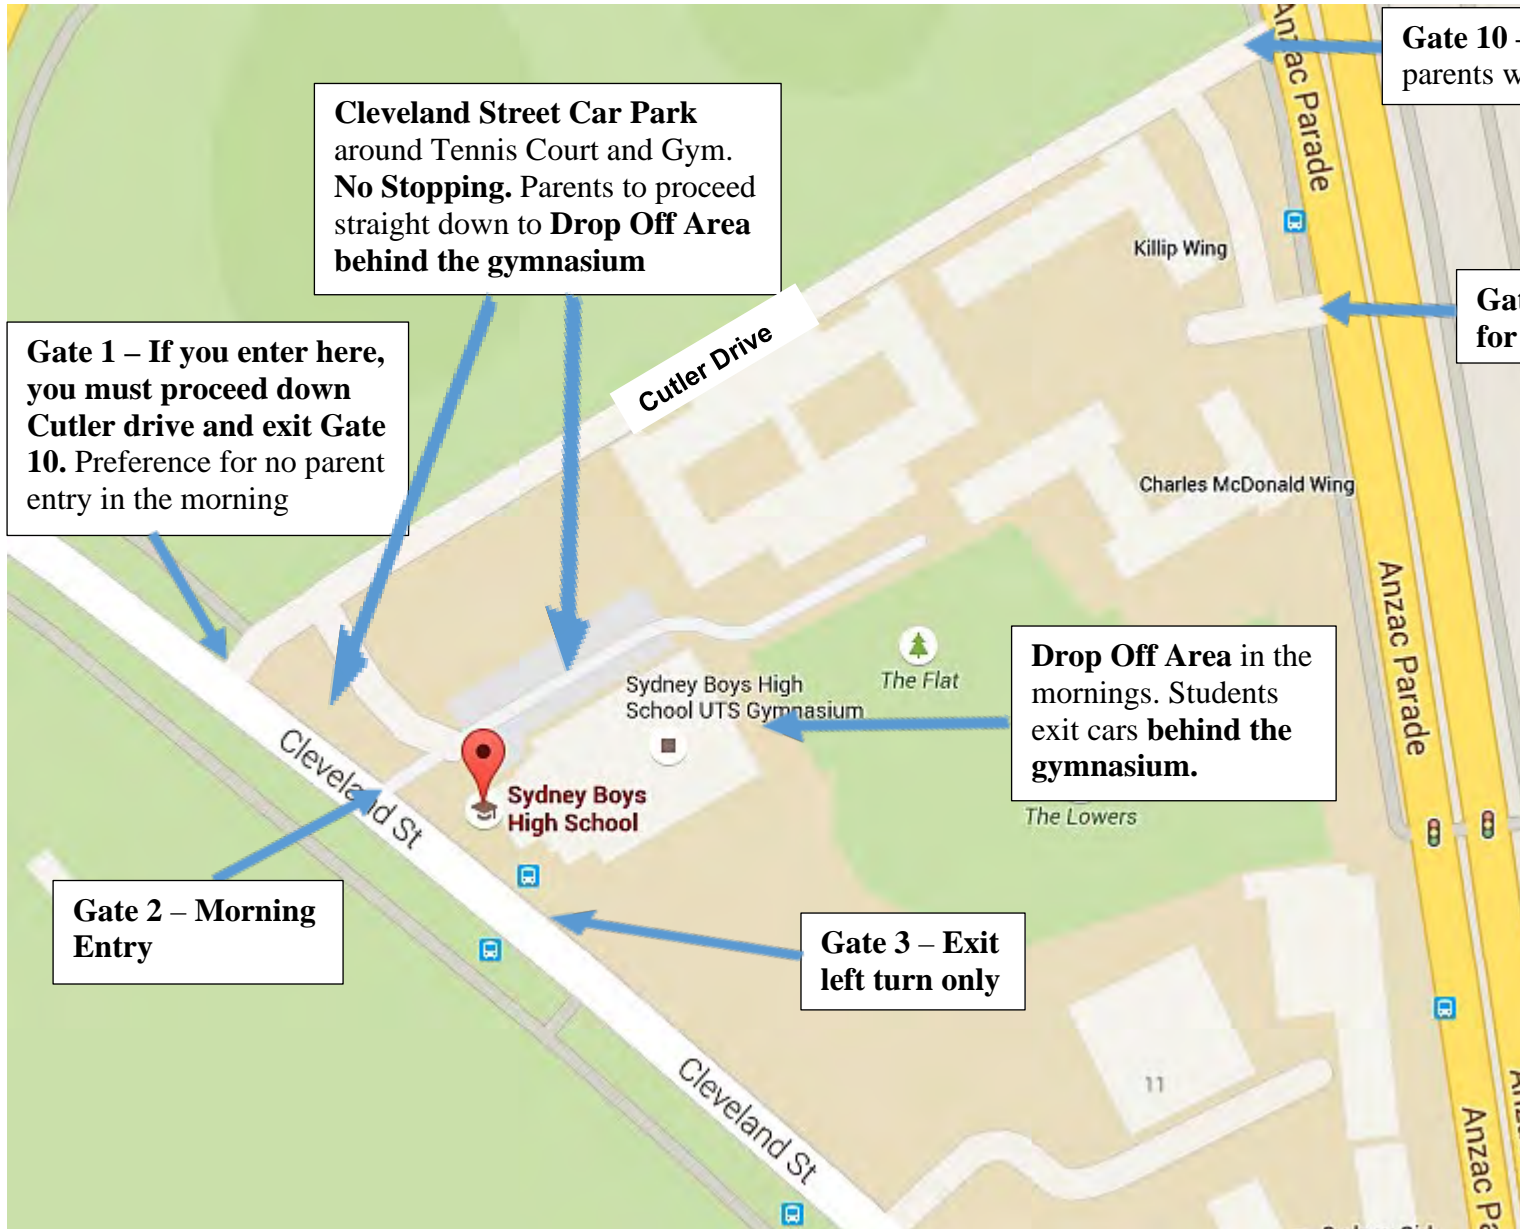 Gate 10 –
parents w
Cleveland Street Car Park
around Tennis Court and Gym.
No Stopping. Parents to proceed
straight down to Drop Off Area
behind the gymnasium
Anzac Parade
Killip Wing
for
Gate 1 – If you enter here,
you must proceed down
Cutler drive and exit Gate
10. Preference for no parent
entry in the morning
Cutler Drive
Charles McDonald Wing
Anzac Parade
Drop Off Area in the
mornings. Students
exit cars behind the
gymnasium.
The Flat
Sydney Boys High
School UTS Gymnasium
Cleveland St
Sydney Boys
High School
The Lowers
Gate 2 – Morning
Entry
Gate 3 – Exit
left turn only
Cleveland St
11
Anzac